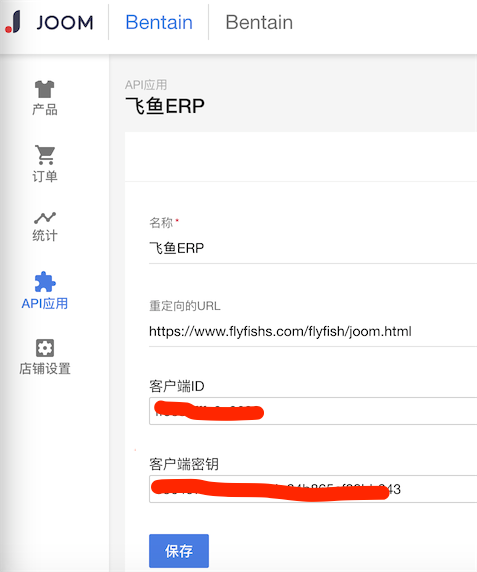 JOOM Bentain Bentain
产品
订单
统计
API应用
店铺设置
API应用
飞鱼ERP
名称*
飞鱼ERP
重定向的URL
https://www.flyfishs.com/flyfish/joom.html
客户端ID
客户端密钥
保存